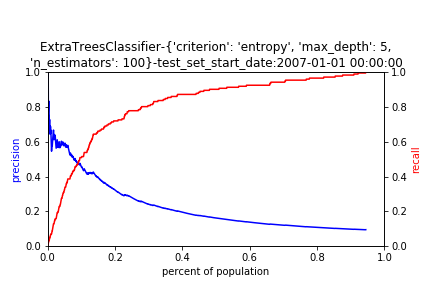 ExtraTreesClassifier-{'criterion': 'entropy', 'max_depth': 5,
'n_estimators': 100}-test_set_start_date:2007-01-01 00:00:00
1.0
0.8
0.6
0.4
0.2
0.0
precision
1.0
0.8
0.6
0.4
0.2
0.0
recall
0.0 0.2 0.4 0.6 0.8 1.0
percent of population